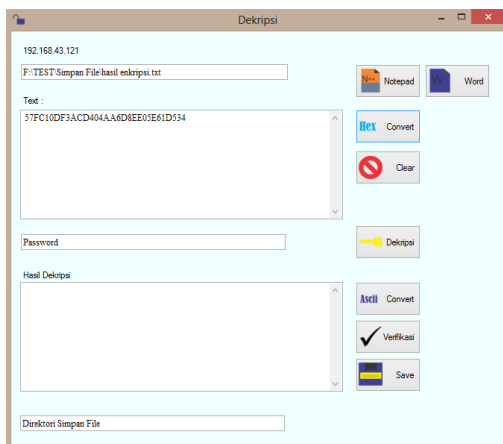 Dekripsi
192.168.43.121
F:\TEST\Simpan File\hasil enkripsi.txt
N++ Notepad
W Word
Text :
57FC10DF3ACD404AA6D8EE05E61D534
Hex Convert
Clear
Password
Dekripsi
Hasil Dekripsi
Ascii Convert
Verifikasi
Save
Direktori Simpan File